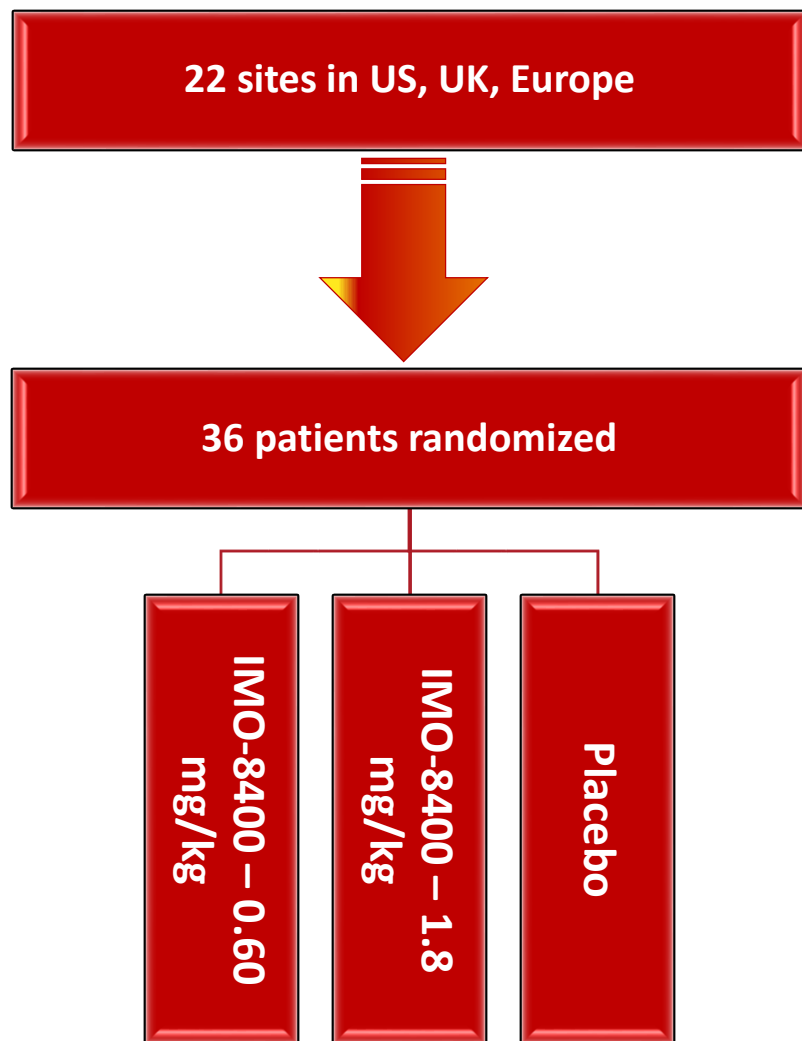 22 sites in US, UK, Europe
36 patients randomized
IMO-8400 – 0.60
mg/kg
IMO-8400 – 1.8
mg/kg
Placebo